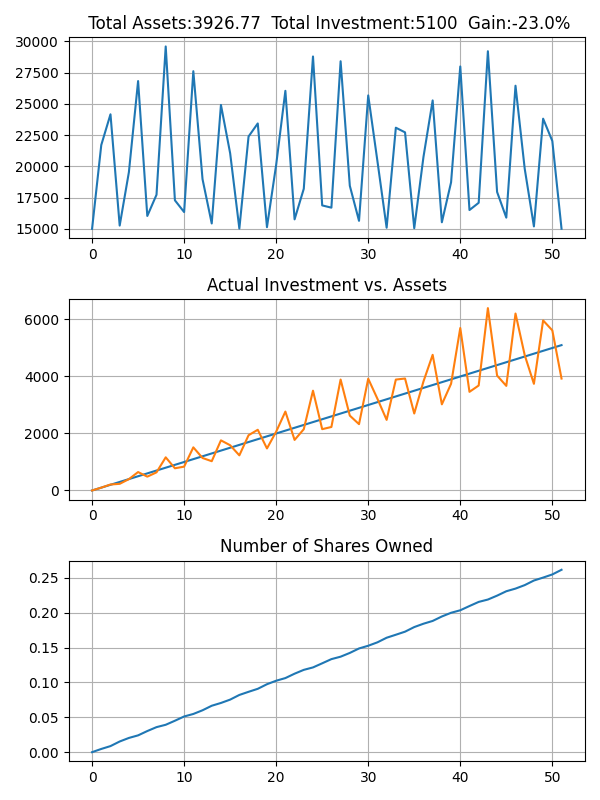 Total Assets:3926.77 Total Investment:5100 Gain:-23.0%
30000
27500
25000
22500
20000
17500
15000
0 10 20 30 40 50
Actual Investment vs. Assets
6000
4000
2000
0
0 10 20 30 40 50
Number of Shares Owned
0.25
0.20
0.15
0.10
0.05
0.00
0 10 20 30 40 50